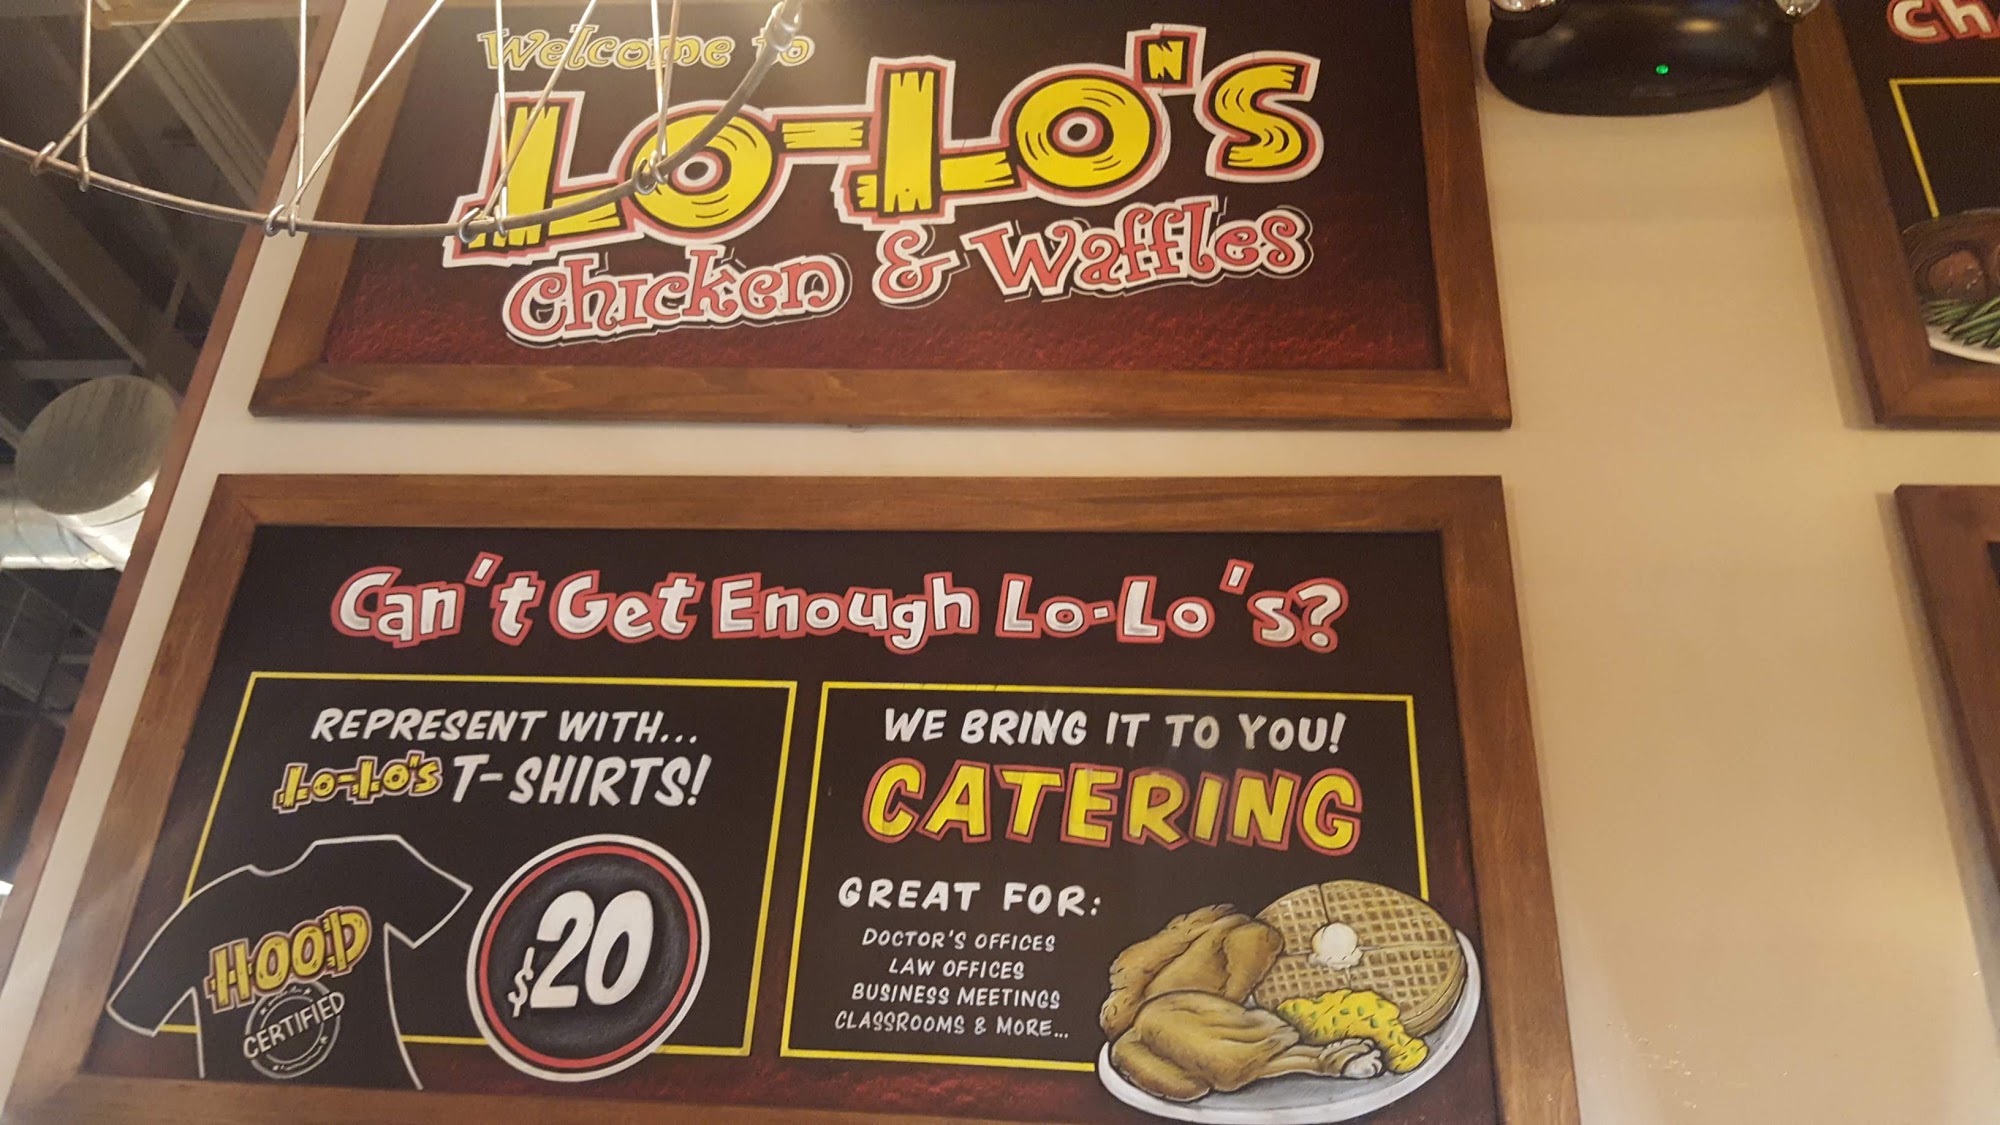 Welcome to
Lo-Lo"s
Chicken & Waffles
Can't Get Enough Lo-Lo's?
REPRESENT WITH...
Lo-Lo's T-SHIRTS!
HOOD
CERTIFIED
$20
WE BRING IT TO YOU!
CATERING
GREAT FOR:
DOCTOR'S OFFICES
LAW OFFICES
BUSINESS MEETINGS
CLASSROOMS & MORE...